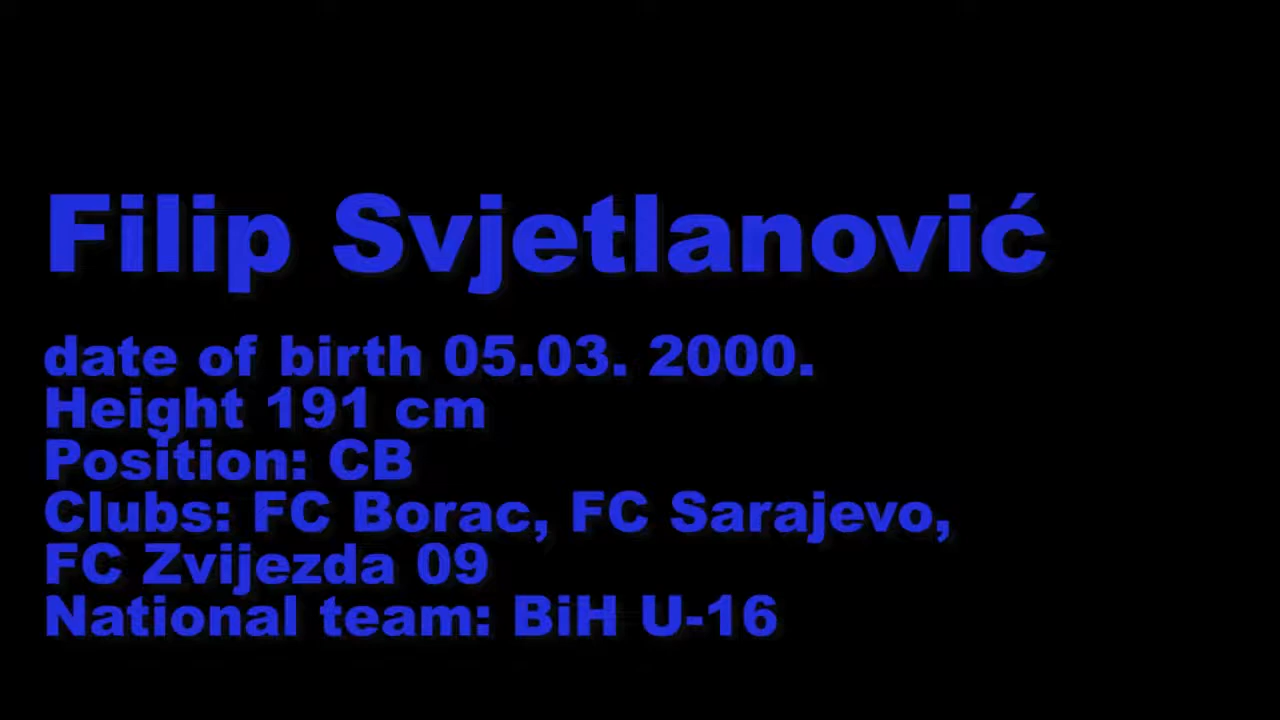 Filip Svjetlanović
date of birth 05.03. 2000.
Height 191 cm
Position: CB
Clubs: FC Borac, FC Sarajevo,
FC Zvijezda 09
National team: BiH U-16